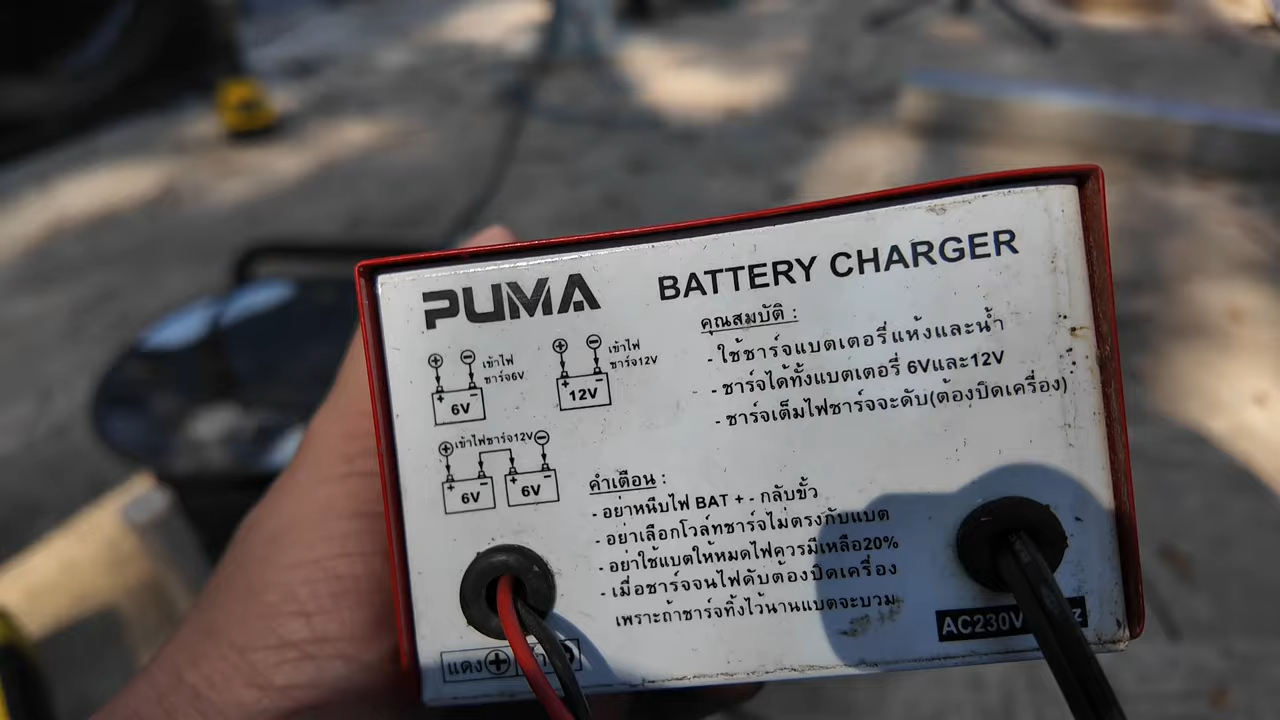 PUMA BATTERY CHARGER
⊕ ⊖ เข้าไฟ
ชาร์จ6V
+ −
6V
⊕ ⊖ เข้าไฟ
ชาร์จ12V
+ −
12V
⊕ เข้าไฟชาร์จ12V ⊖
6V 6V
คุณสมบัติ :
- ใช้ชาร์จแบตเตอรี่แห้งและน้ำ
- ชาร์จได้ทั้งแบตเตอรี่ 6Vและ12V
- ชาร์จเต็มไฟชาร์จจะดับ(ต้องปิดเครื่อง)
คำเตือน :
- อย่าหนีบไฟ BAT + - กลับขั้ว
- อย่าเลือกโวล์ทชาร์จไม่ตรงกับแบต
- อย่าใช้แบตให้หมดไฟควรมีเหลือ20%
- เมื่อชาร์จจนไฟดับต้องปิดเครื่อง
เพราะถ้าชาร์จทิ้งไว้นานแบตจะบวม
แดง ⊕
AC230V